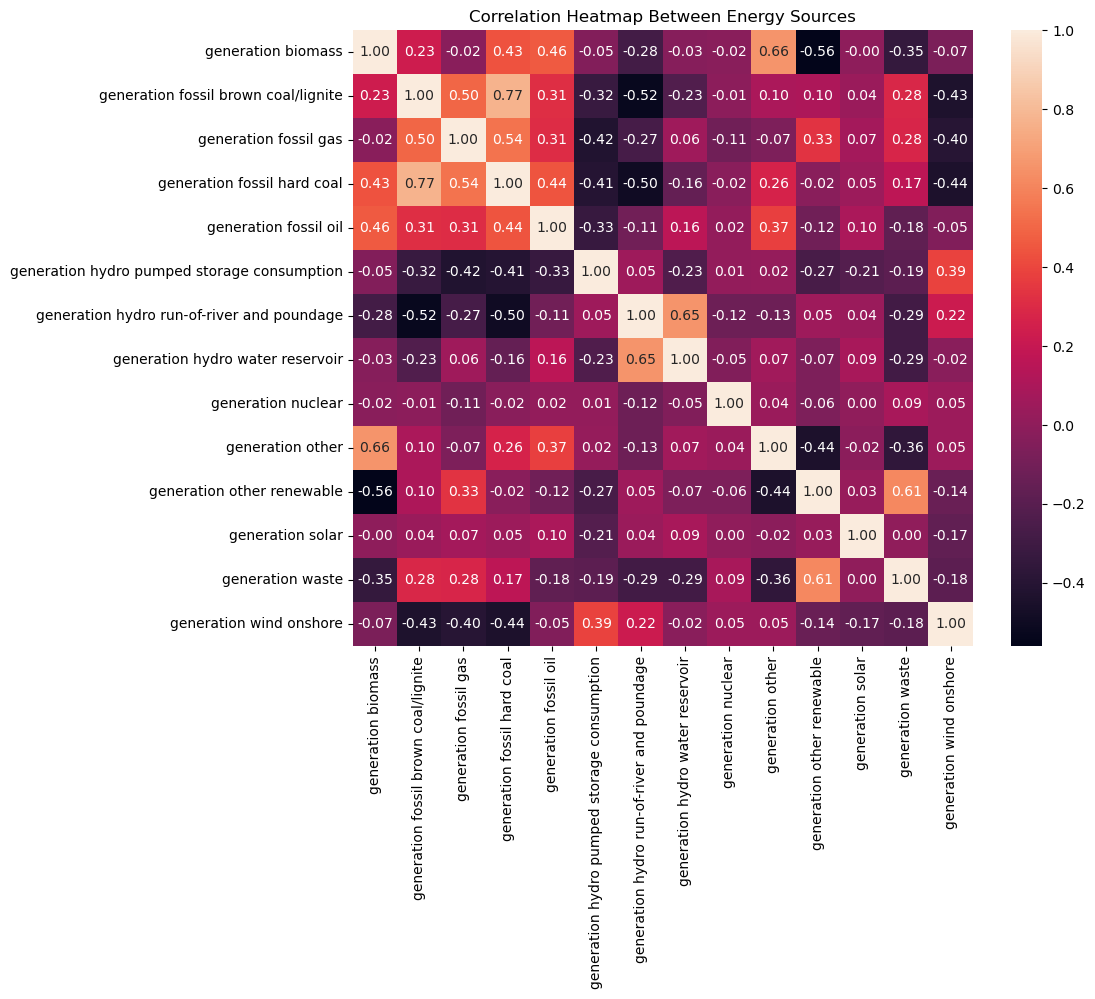 Correlation Heatmap Between Energy Sources
generation biomass 1.00 0.23 -0.02 0.43 0.46 -0.05 -0.28 -0.03 -0.02 0.66 -0.56 -0.00 -0.35 -0.07
generation fossil brown coal/lignite 0.23 1.00 0.50 0.77 0.31 -0.32 -0.52 -0.23 -0.01 0.10 0.10 0.04 0.28 -0.43
generation fossil gas -0.02 0.50 1.00 0.54 0.31 -0.42 -0.27 0.06 -0.11 -0.07 0.33 0.07 0.28 -0.40
generation fossil hard coal 0.43 0.77 0.54 1.00 0.44 -0.41 -0.50 -0.16 -0.02 0.26 -0.02 0.05 0.17 -0.44
generation fossil oil 0.46 0.31 0.31 0.44 1.00 -0.33 -0.11 0.16 0.02 0.37 -0.12 0.10 -0.18 -0.05
generation hydro pumped storage consumption -0.05 -0.32 -0.42 -0.41 -0.33 1.00 0.05 -0.23 0.01 0.02 -0.27 -0.21 -0.19 0.39
generation hydro run-of-river and poundage -0.28 -0.52 -0.27 -0.50 -0.11 0.05 1.00 0.65 -0.12 -0.13 0.05 0.04 -0.29 0.22
generation hydro water reservoir -0.03 -0.23 0.06 -0.16 0.16 -0.23 0.65 1.00 -0.05 0.07 -0.07 0.09 -0.29 -0.02
generation nuclear -0.02 -0.01 -0.11 -0.02 0.02 0.01 -0.12 -0.05 1.00 0.04 -0.06 0.00 0.09 0.05
generation other 0.66 0.10 -0.07 0.26 0.37 0.02 -0.13 0.07 0.04 1.00 -0.44 -0.02 -0.36 0.05
generation other renewable -0.56 0.10 0.33 -0.02 -0.12 -0.27 0.05 -0.07 -0.06 -0.44 1.00 0.03 0.61 -0.14
generation solar -0.00 0.04 0.07 0.05 0.10 -0.21 0.04 0.09 0.00 -0.02 0.03 1.00 0.00 -0.17
generation waste -0.35 0.28 0.28 0.17 -0.18 -0.19 -0.29 -0.29 0.09 -0.36 0.61 0.00 1.00 -0.18
generation wind onshore -0.07 -0.43 -0.40 -0.44 -0.05 0.39 0.22 -0.02 0.05 0.05 -0.14 -0.17 -0.18 1.00
generation biomass
generation fossil brown coal/lignite
generation fossil gas
generation fossil hard coal
generation fossil oil
generation hydro pumped storage consumption
generation hydro run-of-river and poundage
generation hydro water reservoir
generation nuclear
generation other
generation other renewable
generation solar
generation waste
generation wind onshore
1.0
0.8
0.6
0.4
0.2
0.0
−0.2
−0.4